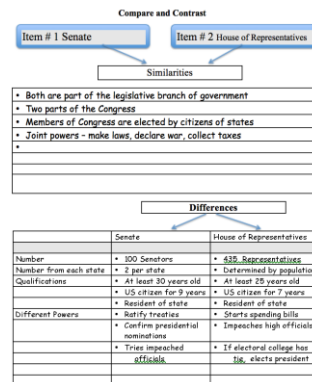 Compare and Contrast
Item # 1 Senate
Item # 2 House of Representatives
Similarities
• Both are part of the legislative branch of government
• Two parts of the Congress
• Members of Congress are elected by citizens of states
• Joint powers – make laws, declare war, collect taxes
•
Differences
Senate House of Representatives
Number • 100 Senators • 435 Representatives
Number from each state • 2 per state • Determined by populatio
Qualifications • At least 30 years old • At least 25 years old
• US citizen for 9 years • US citizen for 7 years
• Resident of state • Resident of state
Different Powers • Ratify treaties • Starts spending bills
• Confirm presidential nominations • Impeaches high officials
• Tries impeached officials • If electoral college has tie, elects president